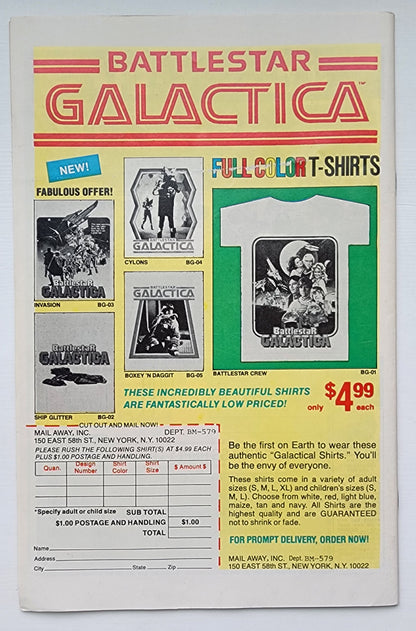 BATTLESTAR
GALACTICA™
NEW!
FULL COLOR T-SHIRTS
FABULOUS OFFER!
BattlestaR
GALACTICA
INVASION BG-03
BattlestaR
GALACTICA
CYLONS BG-04
BattlestaR
GALACTICA
SHIP GLITTER BG-02
BATTLESTAR
GALACTICA
BOXEY 'N DAGGIT BG-05
BattlestaR
GALACTICA
BATTLESTAR CREW BG-01
THESE INCREDIBLY BEAUTIFUL SHIRTS
ARE FANTASTICALLY LOW PRICED!
only $4.99 each
CUT OUT AND MAIL NOW!
MAIL AWAY, INC. DEPT. BM-579
150 EAST 58th ST., NEW YORK, N.Y. 10022
PLEASE RUSH THE FOLLOWING SHIRT(S) AT $4.99 EACH
PLUS $1.00 POSTAGE AND HANDLING.
Quan. Design Number Shirt Color Shirt Size $ Amount $
*Specify adult or child size SUB TOTAL
$1.00 POSTAGE AND HANDLING $1.00
TOTAL
Name
Address
City State Zip
Be the first on Earth to wear these
authentic "Galactical Shirts." You'll
be the envy of everyone.
These shirts come in a variety of adult
sizes (S, M, L, XL) and children's sizes (S,
M, L). Choose from white, red, light blue,
maize, tan and navy. All Shirts are the
highest quality and are GUARANTEED
not to shrink or fade.
FOR PROMPT DELIVERY, ORDER NOW!
MAIL AWAY, INC. Dept. BM-579
150 EAST 58th ST., NEW YORK, N.Y. 10022